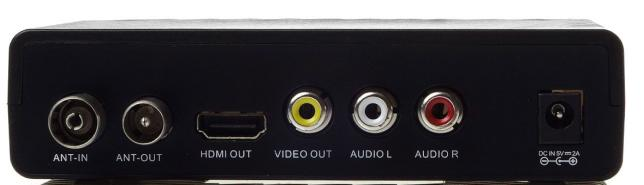 ANT-IN ANT-OUT HDMI OUT VIDEO OUT AUDIO L AUDIO R DC IN 5V⎓2A